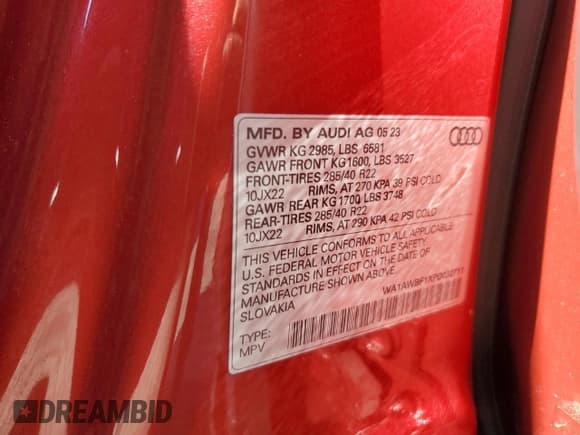 MFD. BY AUDI AG 05 23
GVWR KG 2985, LBS 6581
GAWR FRONT KG 1600, LBS 3527
FRONT-TIRES 285/40 R22
10JX22 RIMS, AT 270 KPA 39 PSI COLD
GAWR REAR KG 1700 LBS 3748
REAR-TIRES 285/40 R22
10JX22 RIMS, AT 290 KPA 42 PSI COLD
THIS VEHICLE CONFORMS TO ALL APPLICABLE
U.S. FEDERAL MOTOR VEHICLE SAFETY
STANDARDS IN EFFECT ON THE DATE OF
MANUFACTURE SHOWN ABOVE.
SLOVAKIA
TYPE:
MPV
DREAMBID